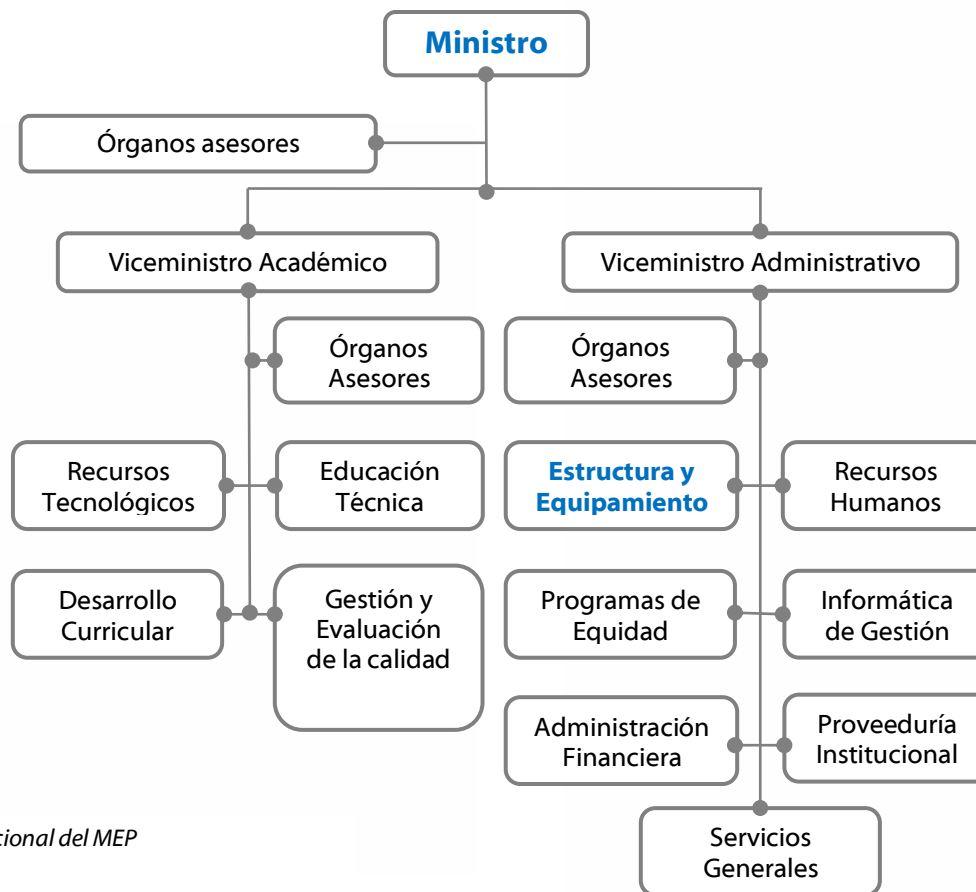 Ministro
Órganos asesores
Viceministro Académico
Viceministro Administrativo
Órganos
Asesores
Órganos
Asesores
Recursos
Tecnológicos
Educación
Técnica
Estructura y
Equipamiento
Recursos
Humanos
Desarrollo
Curricular
Gestión y
Evaluación
de la calidad
Programas de
Equidad
Informática
de Gestión
Administración
Financiera
Proveeduría
Institucional
del MEP
Servicios
Generales